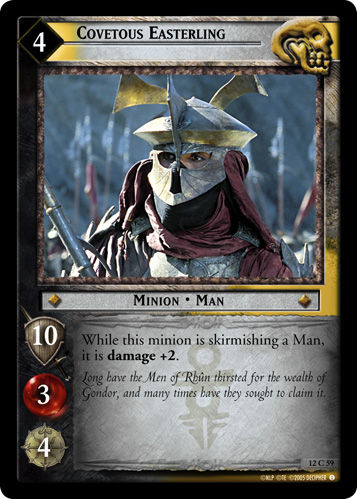 4
COVETOUS EASTERLING
MINION • MAN
10
3
4
While this minion is skirmishing a Man,
it is damage +2.
Long have the Men of Rhûn thirsted for the wealth of
Gondor, and many times have they sought to claim it.
12 C 59
©NLP ©TE ©2005 DECIPHER